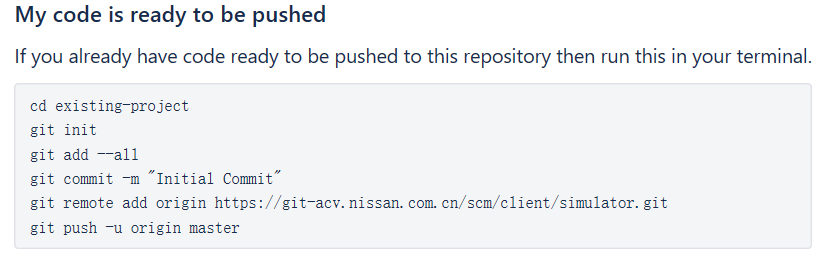 My code is ready to be pushed
If you already have code ready to be pushed to this repository then run this in your terminal.
cd existing-project
git init
git add --all
git commit -m "Initial Commit"
git remote add origin https://git-acv.nissan.com.cn/scm/client/simulator.git
git push -u origin master